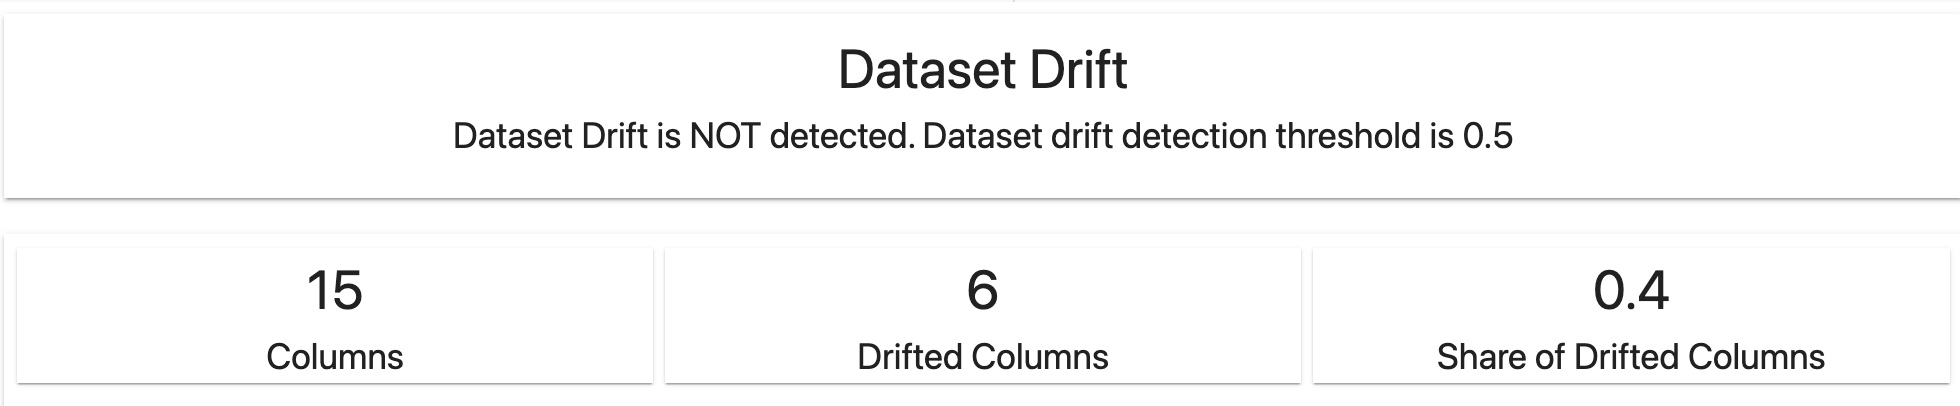 Dataset Drift
Dataset Drift is NOT detected. Dataset drift detection threshold is 0.5
15
Columns
6
Drifted Columns
0.4
Share of Drifted Columns